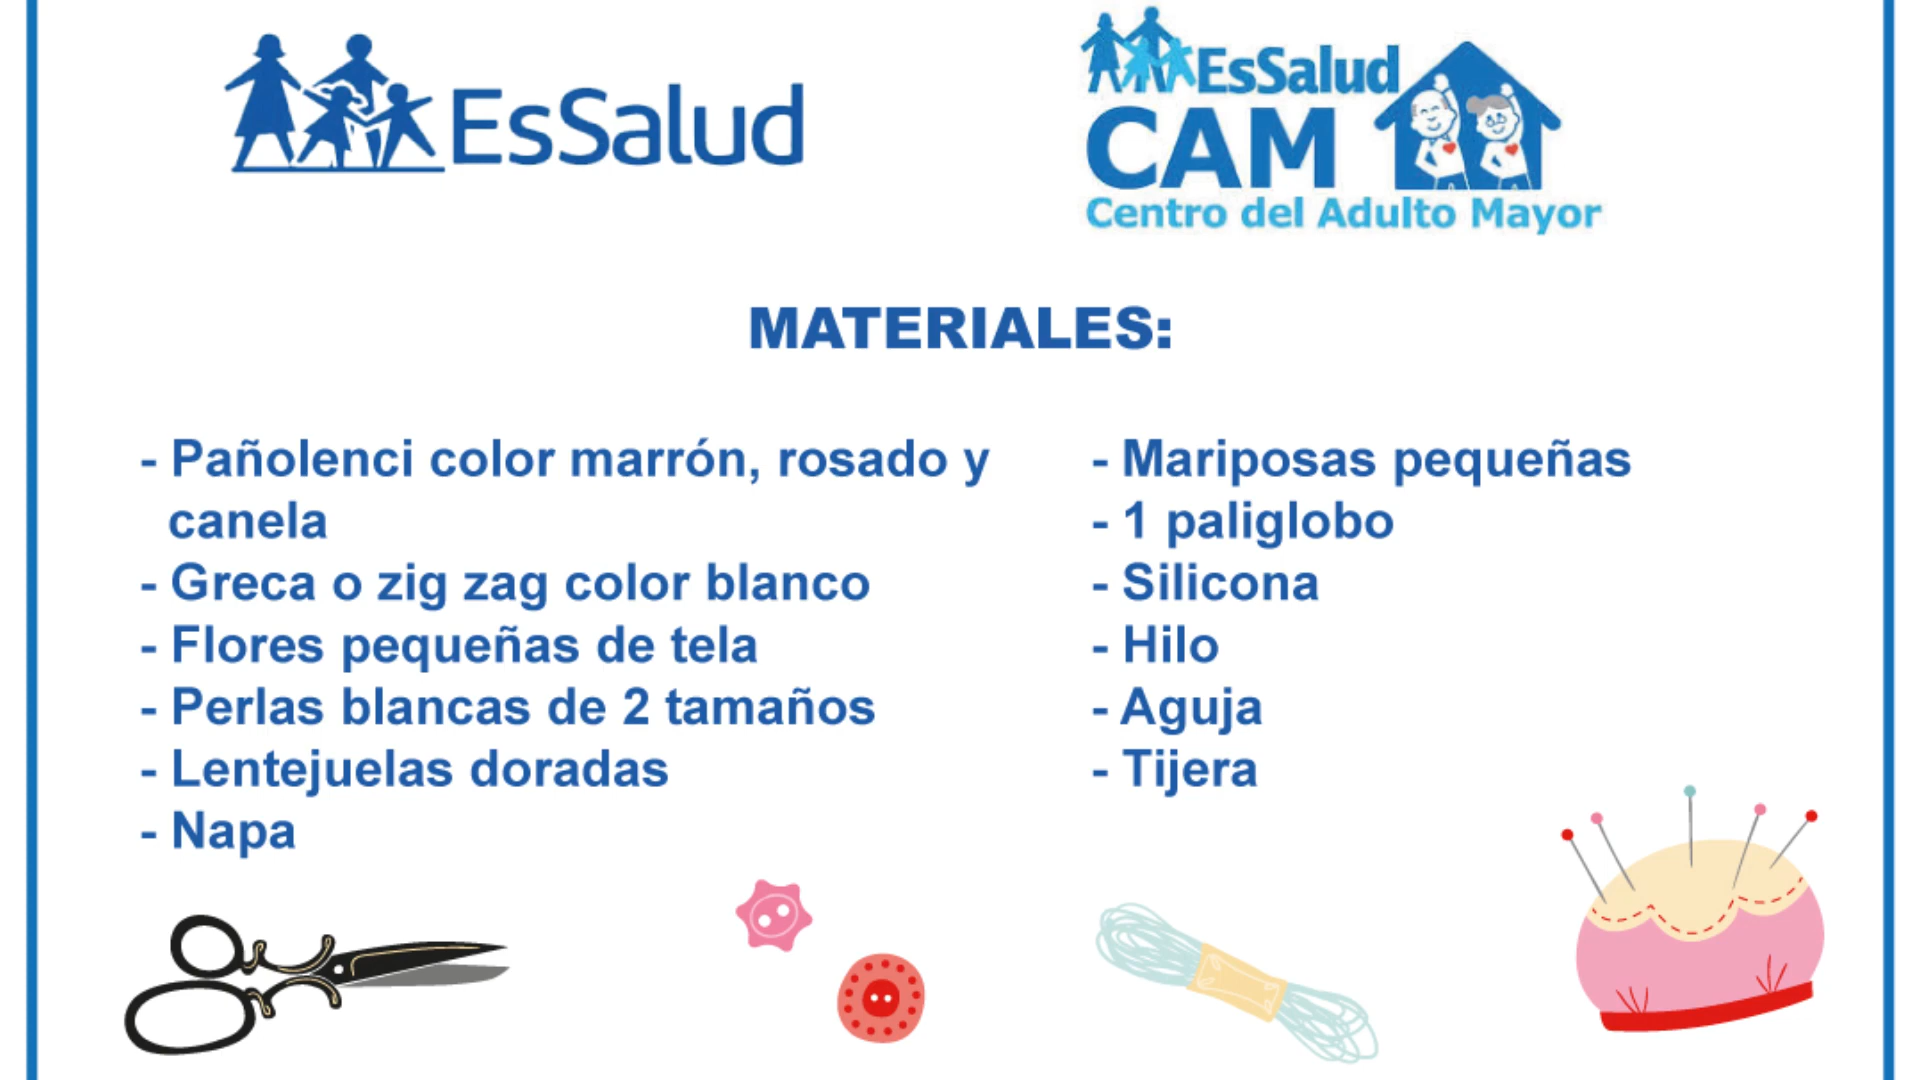 EsSalud
EsSalud
CAM
Centro del Adulto Mayor
MATERIALES:
- Pañolenci color marrón, rosado y
canela
- Greca o zig zag color blanco
- Flores pequeñas de tela
- Perlas blancas de 2 tamaños
- Lentejuelas doradas
- Napa
- Mariposas pequeñas
- 1 paliglobo
- Silicona
- Hilo
- Aguja
- Tijera